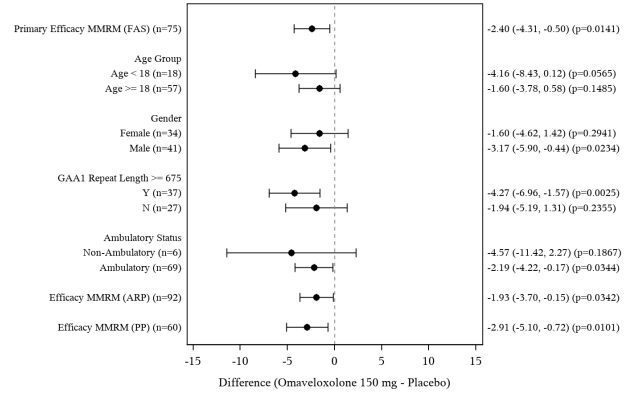 Primary Efficacy MMRM (FAS) (n=75) -2.40 (-4.31, -0.50) (p=0.0141)
Age Group
Age < 18 (n=18) -4.16 (-8.43, 0.12) (p=0.0565)
Age >= 18 (n=57) -1.60 (-3.78, 0.58) (p=0.1485)
Gender
Female (n=34) -1.60 (-4.62, 1.42) (p=0.2941)
Male (n=41) -3.17 (-5.90, -0.44) (p=0.0234)
GAA1 Repeat Length >= 675
Y (n=37) -4.27 (-6.96, -1.57) (p=0.0025)
N (n=27) -1.94 (-5.19, 1.31) (p=0.2355)
Ambulatory Status
Non-Ambulatory (n=6) -4.57 (-11.42, 2.27) (p=0.1867)
Ambulatory (n=69) -2.19 (-4.22, -0.17) (p=0.0344)
Efficacy MMRM (ARP) (n=92) -1.93 (-3.70, -0.15) (p=0.0342)
Efficacy MMRM (PP) (n=60) -2.91 (-5.10, -0.72) (p=0.0101)
-15 -10 -5 0 5 10 15
Difference (Omaveloxolone 150 mg - Placebo)